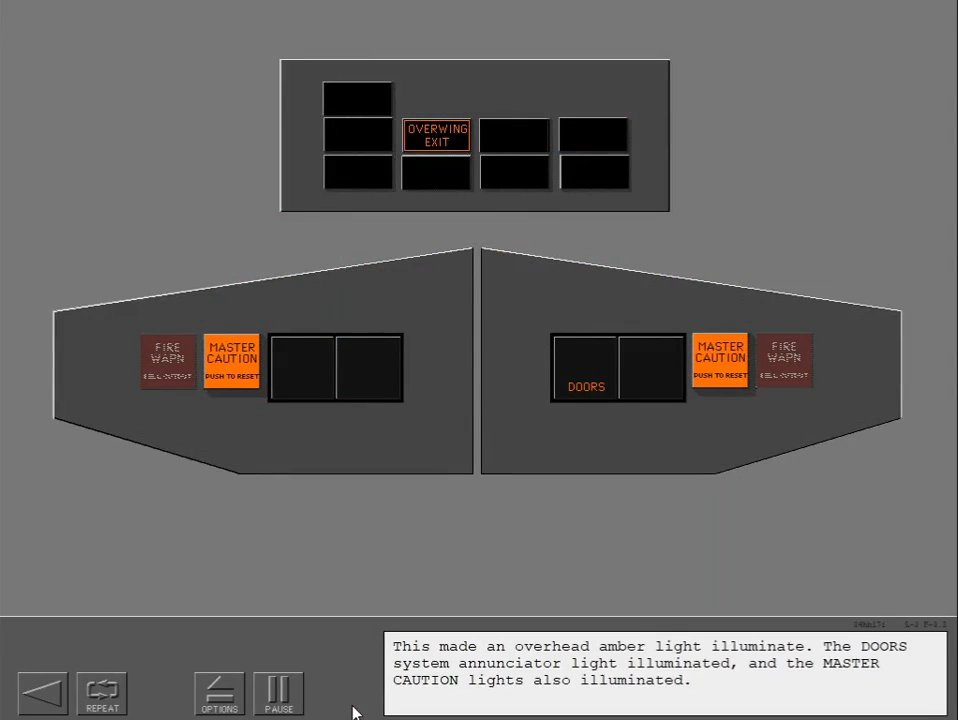 OVERWING
EXIT
FIRE
WARN
MASTER
CAUTION
PUSH TO RESET
DOORS
MASTER
CAUTION
PUSH TO RESET
FIRE
WARN
REPEAT
OPTIONS
PAUSE
This made an overhead amber light illuminate. The DOORS
system annunciator light illuminated, and the MASTER
CAUTION lights also illuminated.